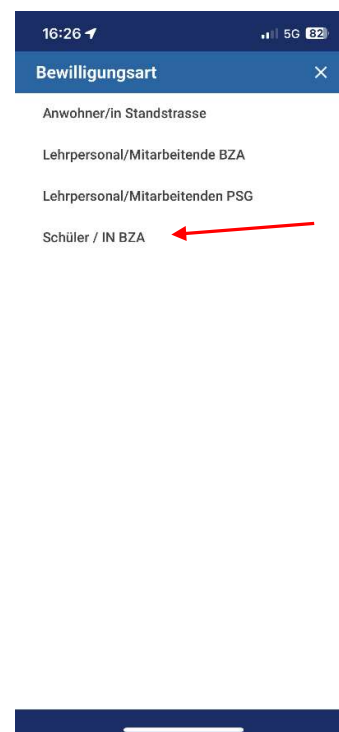 16:26 5G 82
Bewilligungsart
Anwohner/in Standstrasse
Lehrpersonal/Mitarbeitende BZA
Lehrpersonal/Mitarbeitenden PSG
Schüler / IN BZA